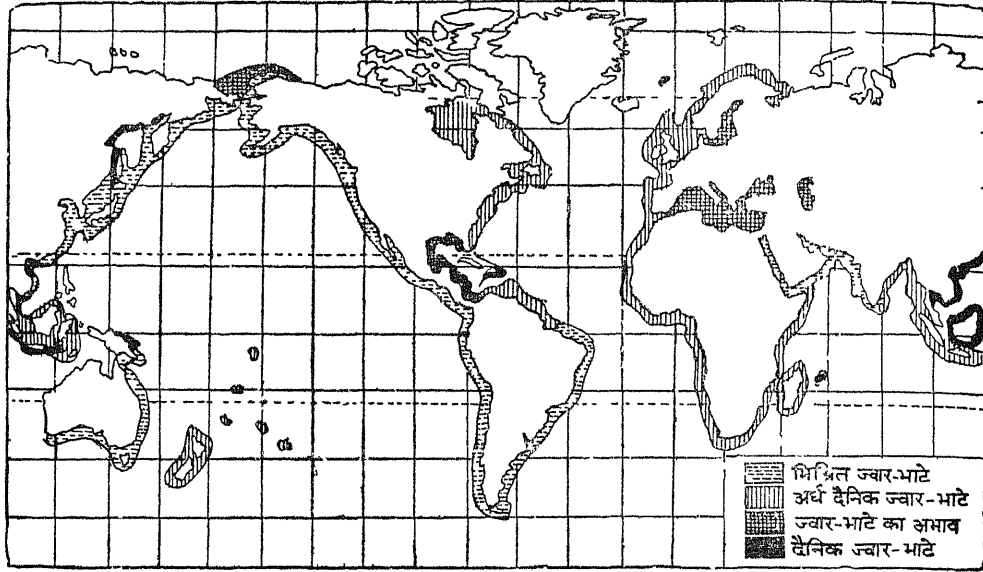 मिश्रित ज्वार-भाटे
अर्ध दैनिक ज्वार-भाटे
ज्वार-भाटे का अभाव
दैनिक ज्वार-भाटे